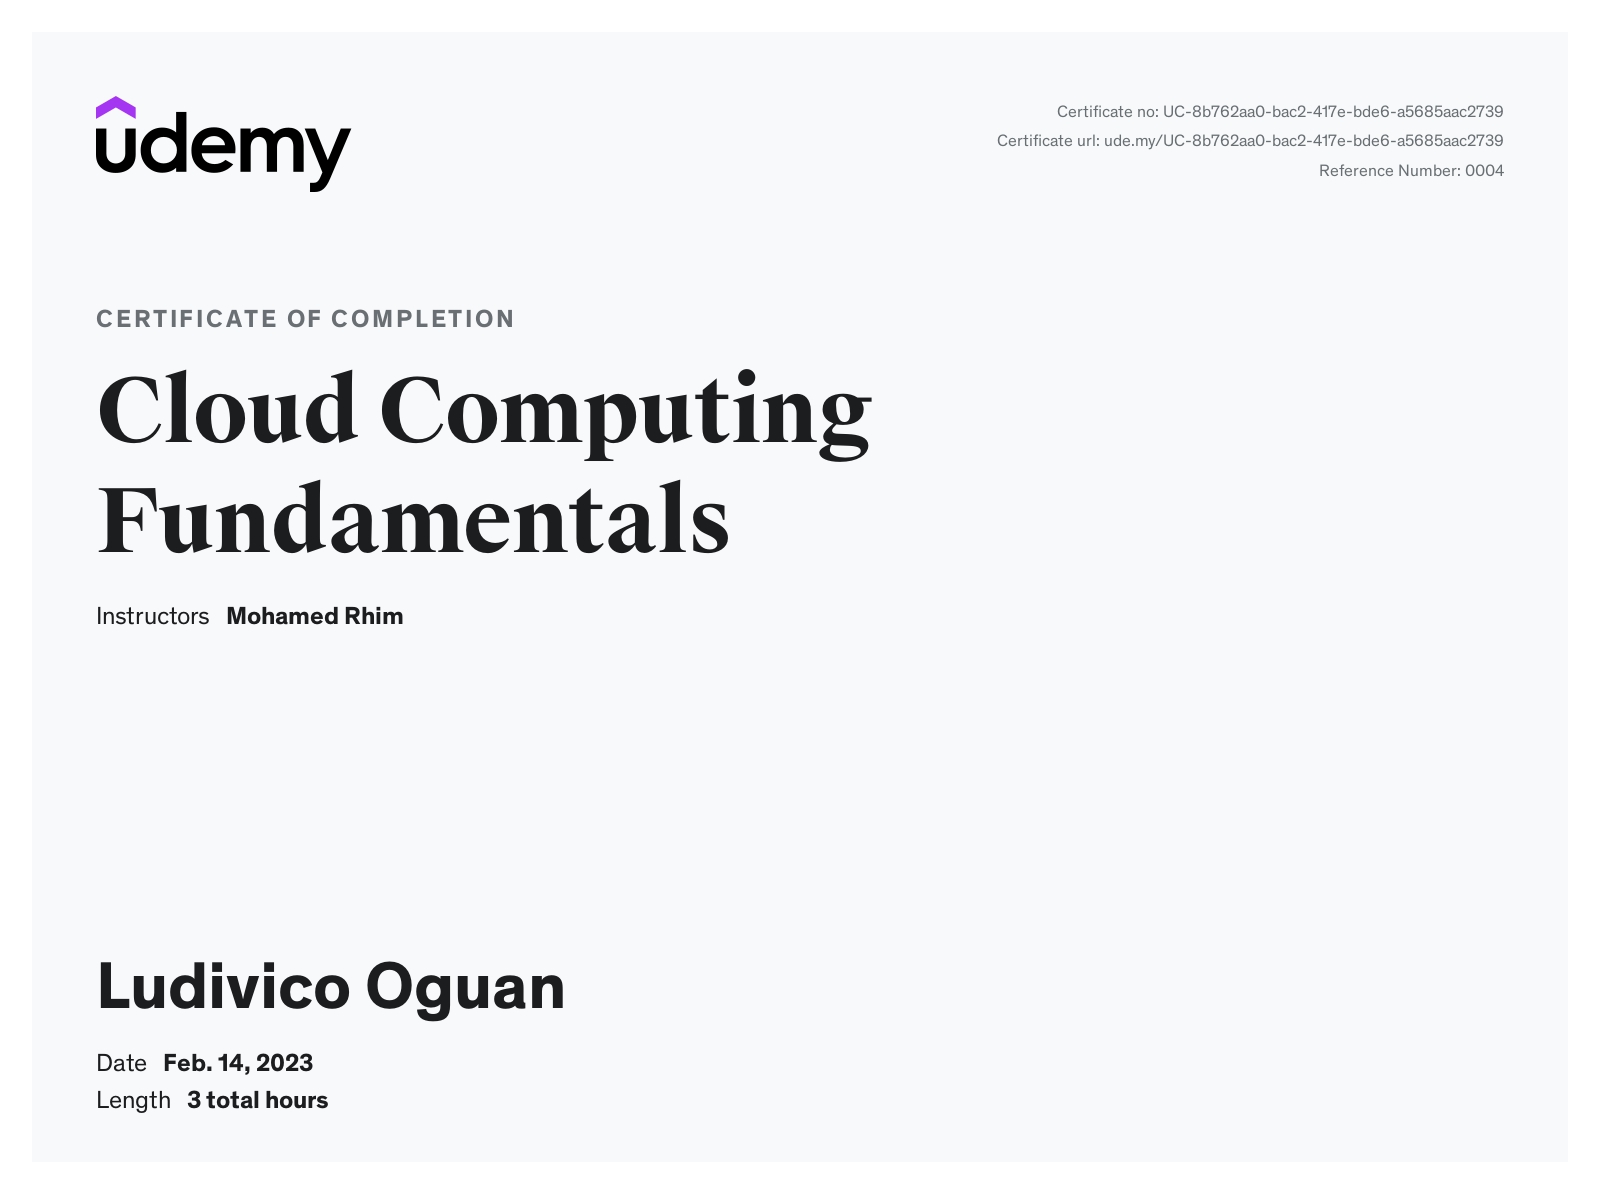 udemy
Certificate no: UC-8b762aa0-bac2-417e-bde6-a5685aac2739
Certificate url: ude.my/UC-8b762aa0-bac2-417e-bde6-a5685aac2739
Reference Number: 0004
CERTIFICATE OF COMPLETION
Cloud Computing
Fundamentals
Instructors Mohamed Rhim
Ludivico Oguan
Date Feb. 14, 2023
Length 3 total hours